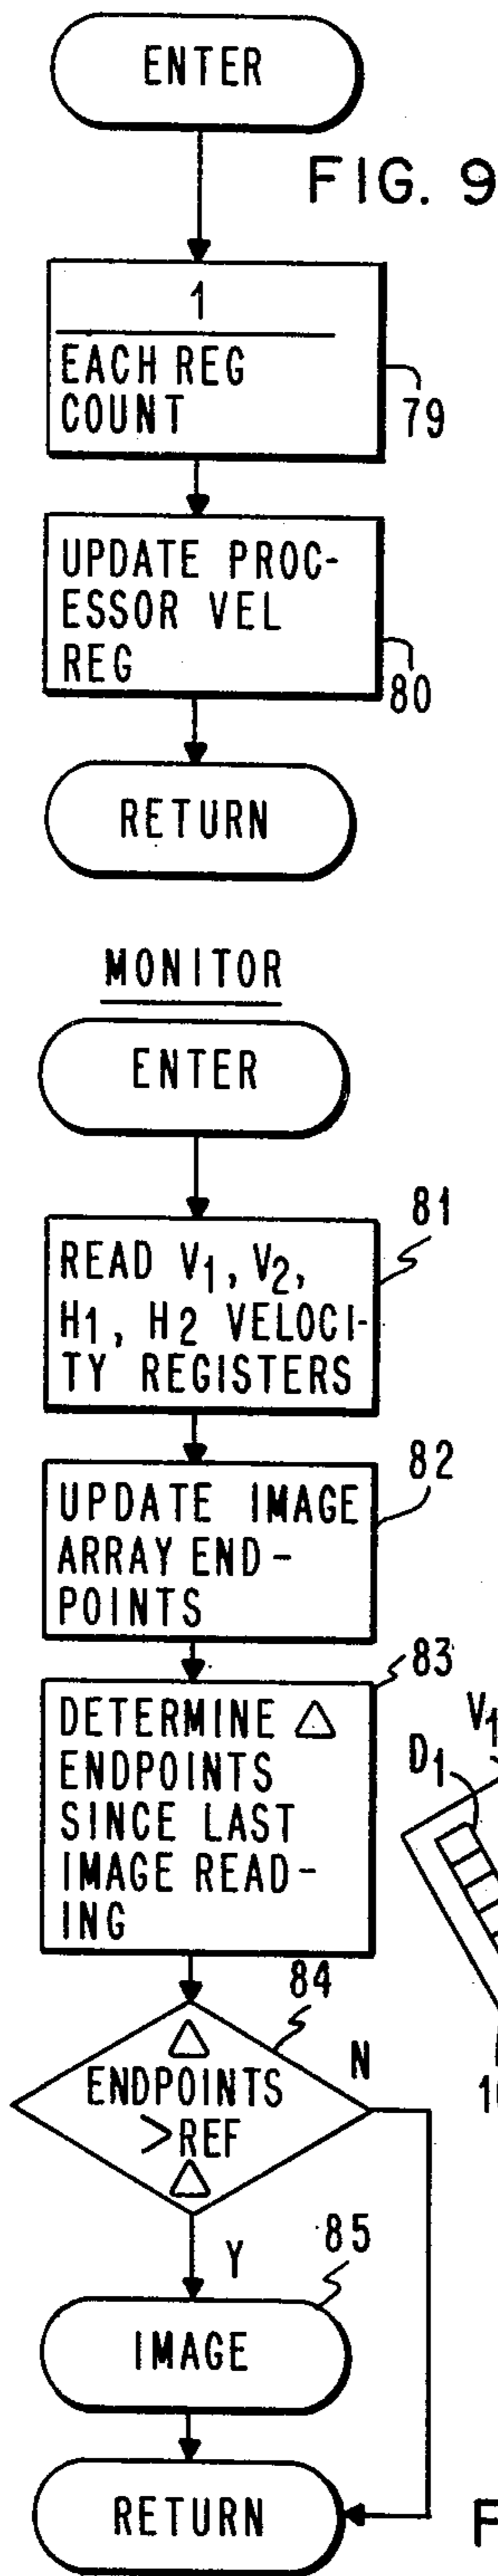 ENTER
FIG. 9
1
EACH REG
COUNT
79
UPDATE PROC-
ESSOR VEL
REG
80
RETURN
MONITOR
ENTER
81
READ V1, V2,
H1, H2 VELOCI-
TY REGISTERS
82
UPDATE IMAGE
ARRAY END-
POINTS
83
DETERMINE △
ENDPOINTS
SINCE LAST
IMAGE READ-
ING
V1
D1
84
△
ENDPOINTS
>REF
△
N
Y
85
IMAGE
RETURN